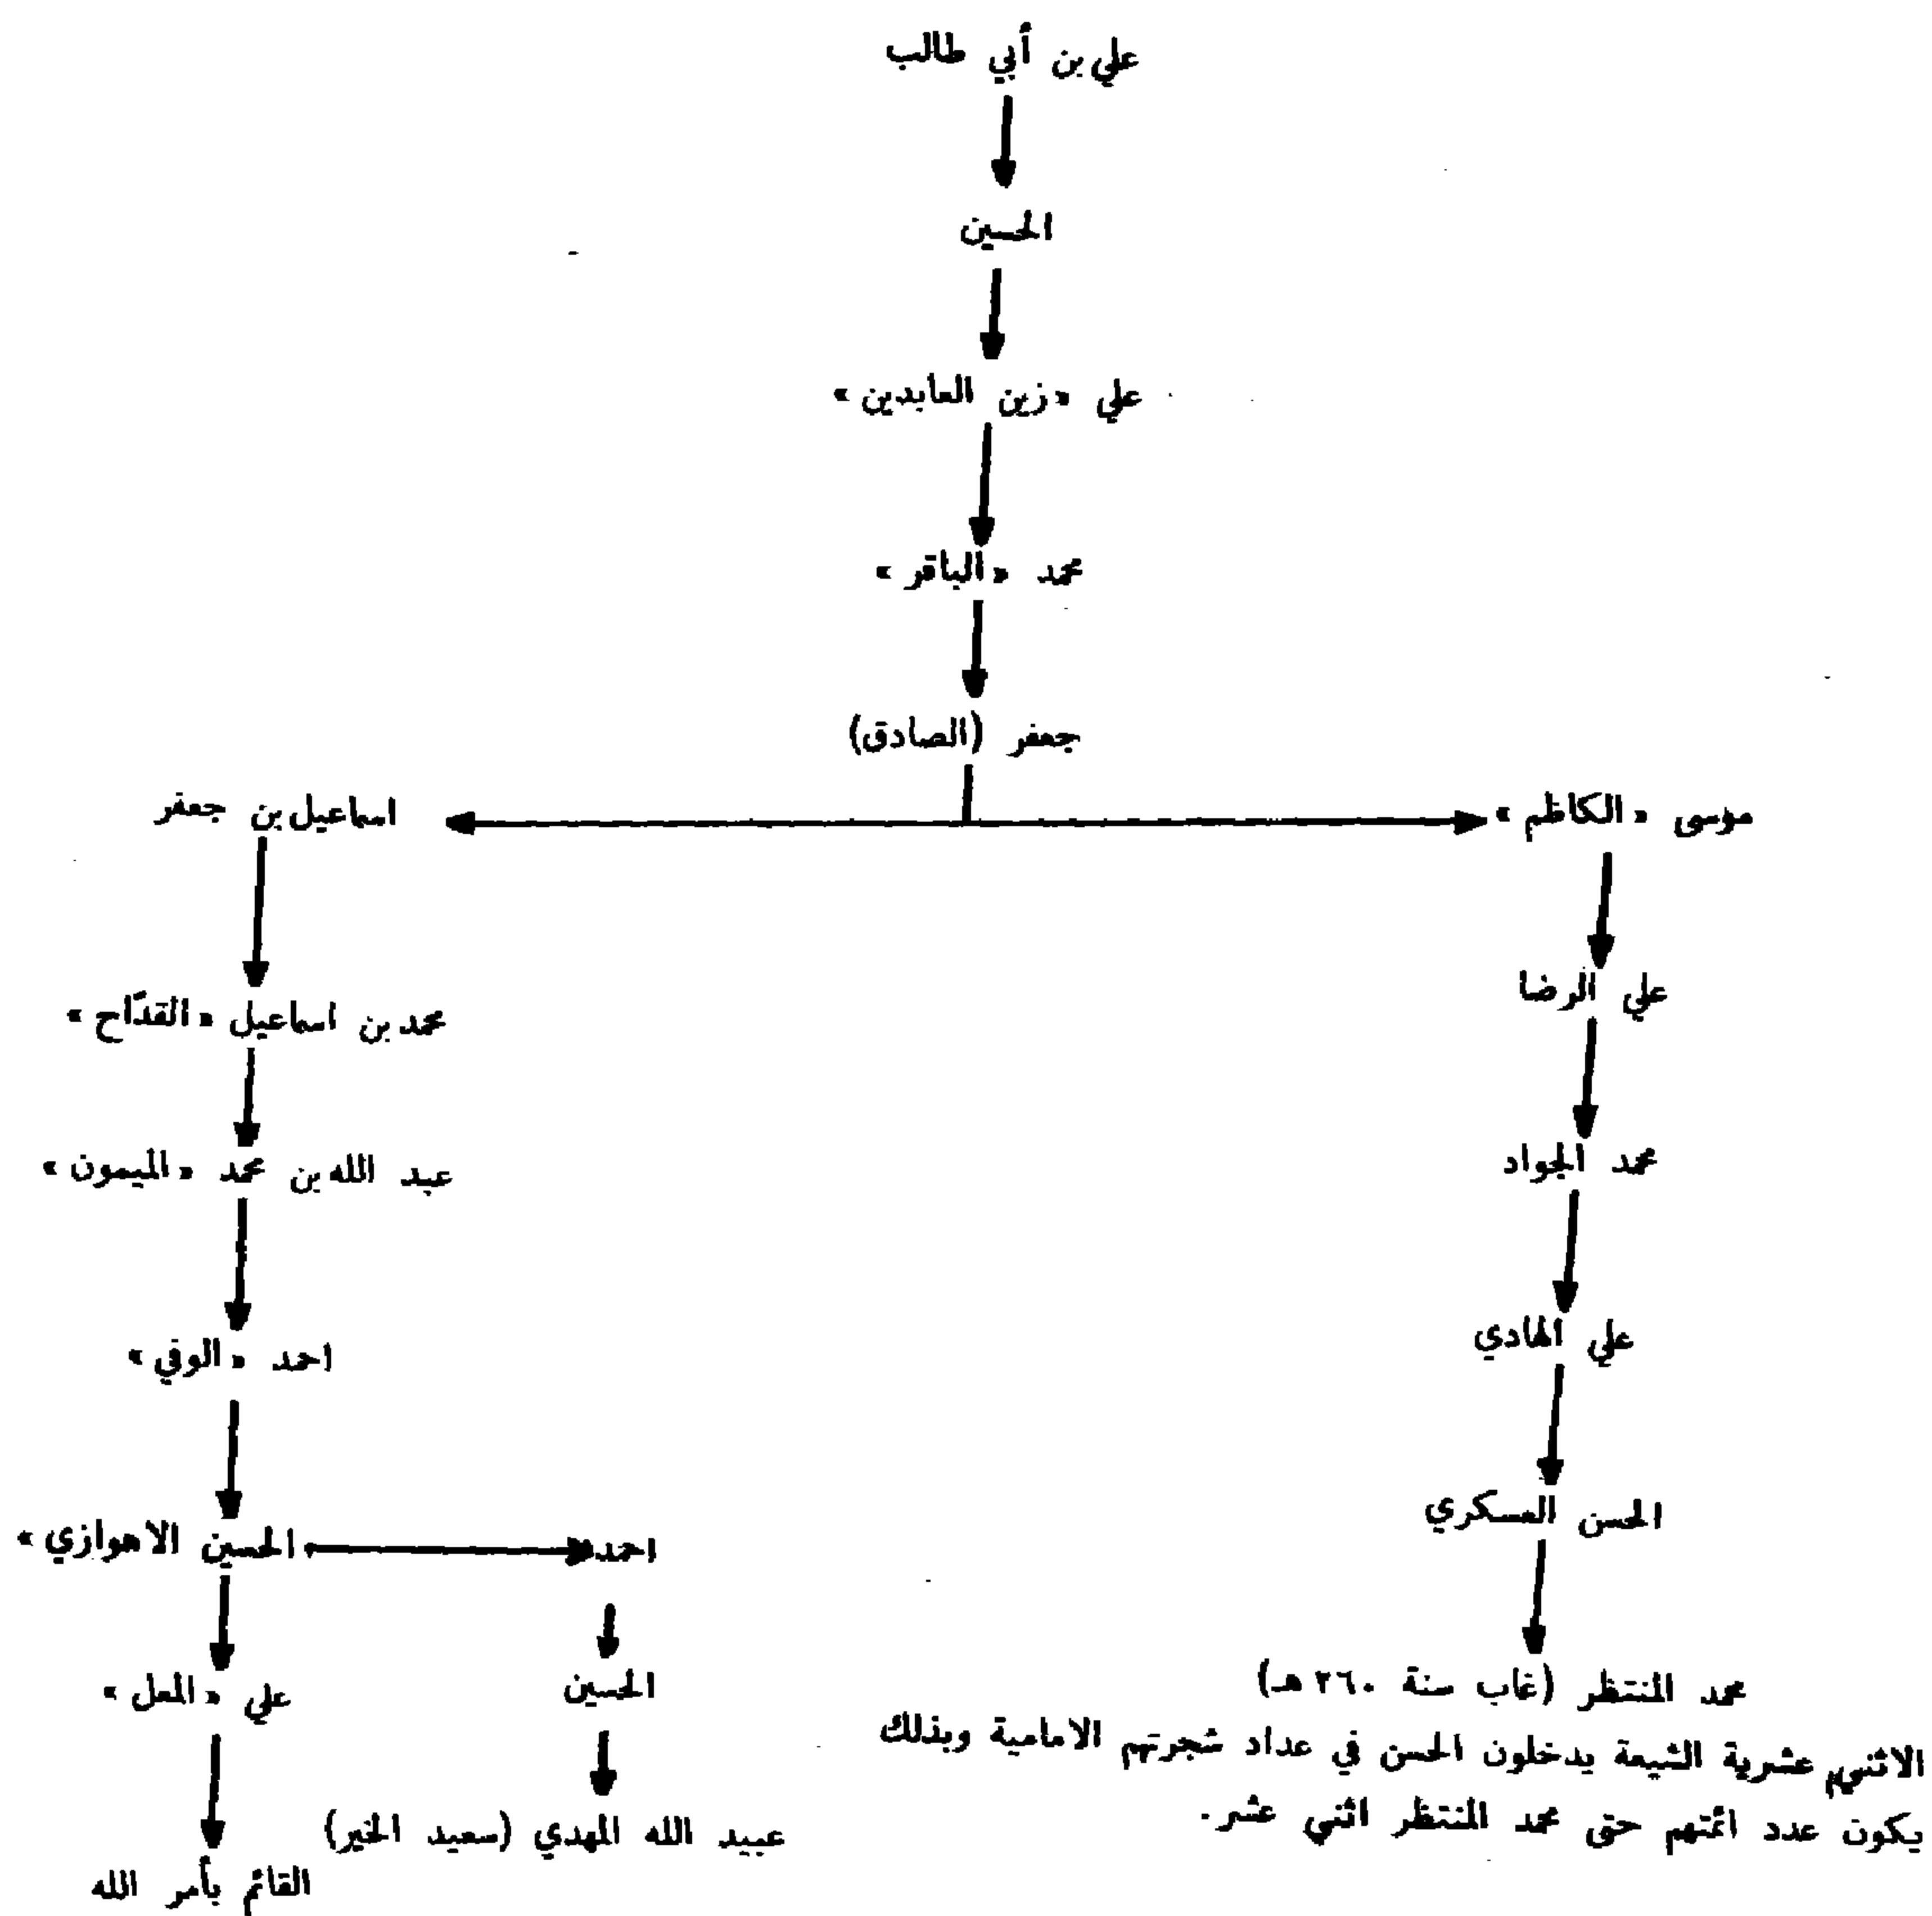 علي بن أبي طالب
الحسين
علي «زين العابدين»
محمد «الباقر»
جعفر (الصادق)
موسى «الكاظم»
اسماعيل بن جعفر
علي الرضا
محمد بن اسماعيل «القدّاح»
محمد الجواد
عبد الله بن محمد «الميمون»
علي الهادي
احمد «الوفي»
الحسن العسكري
احمد
الحسين الاهوازي»
محمد المنتظر (غاب سنة ٢٦٠ هـ)
الحسين
علي «المعل»
الاثني عشرية الشيعة يدخلون الحسن في عداد شجرتهم الامامية وبذلك
يكون عدد ائمتهم حتى محمد المنتظر اثني عشر.
عبيد الله المهدي (سعيد الخير)
القائم بأمر الله